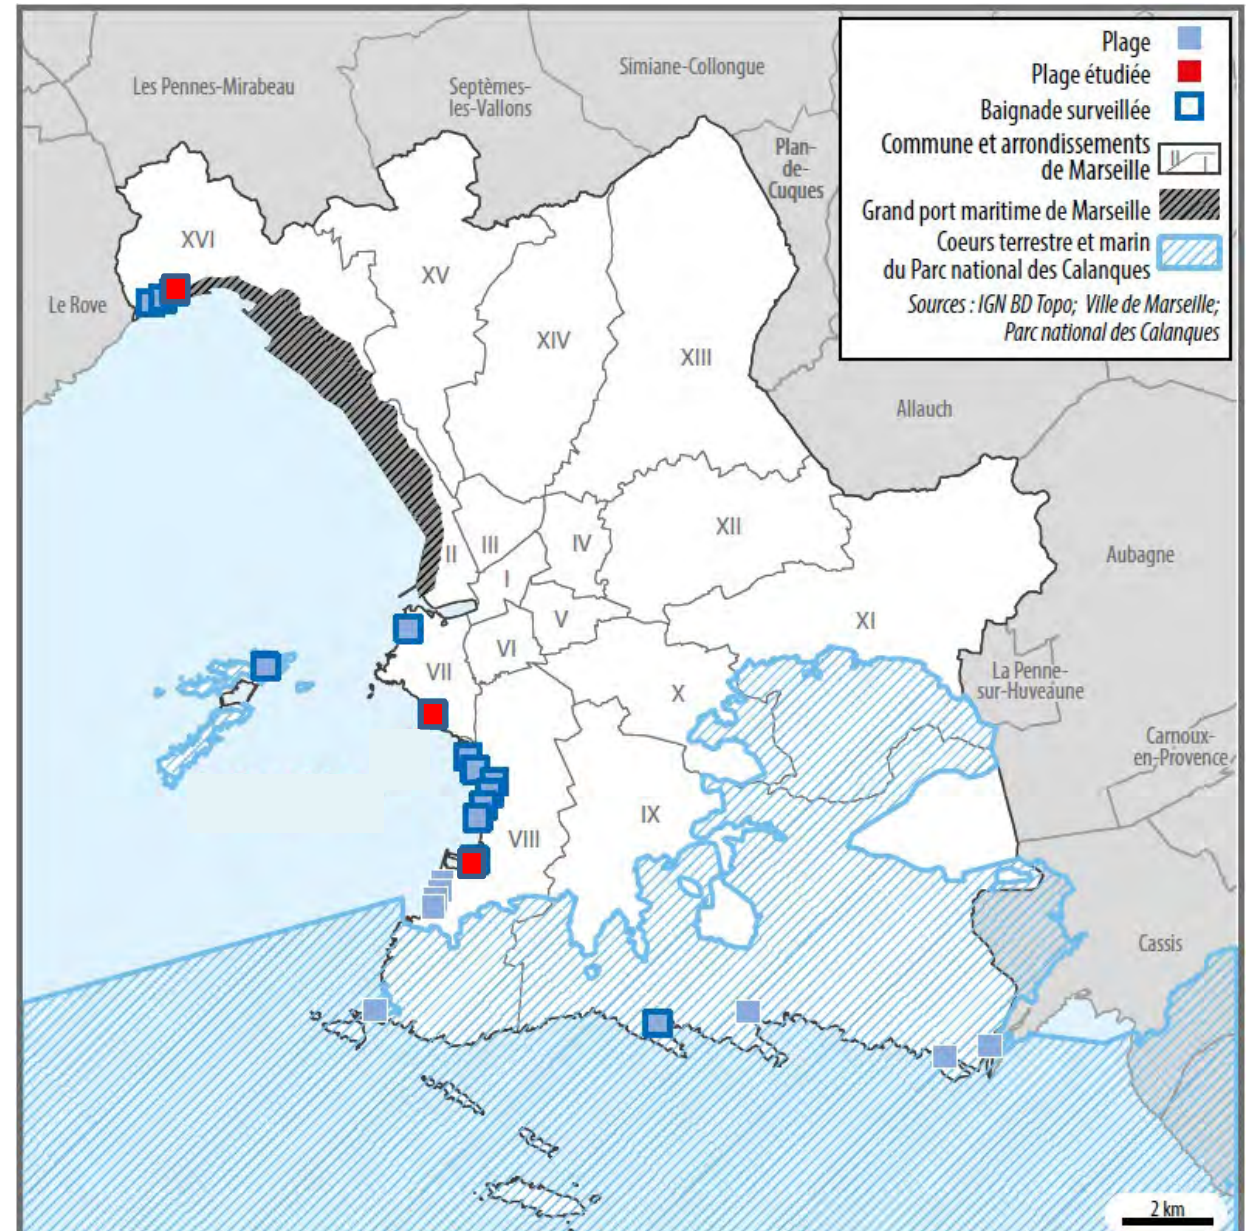 Plage
Plage étudiée
Baignade surveillée
Commune et arrondissements
de Marseille
II
I
Grand port maritime de Marseille
Coeurs terrestre et marin
du Parc national des Calanques
Sources : IGN BD Topo; Ville de Marseille;
Parc national des Calanques
Les Pennes-Mirabeau
Septèmes-
les-Vallons
Simiane-Collongue
Plan-
de-
Cuques
XVI
XV
Le Rove
XIV
XIII
Allauch
XII
II
III
IV
I
Aubagne
V
XI
VI
VII
X
La Penne-
sur-Huveaune
Carnoux-
en-Provence
IX
VIII
Cassis
2 km